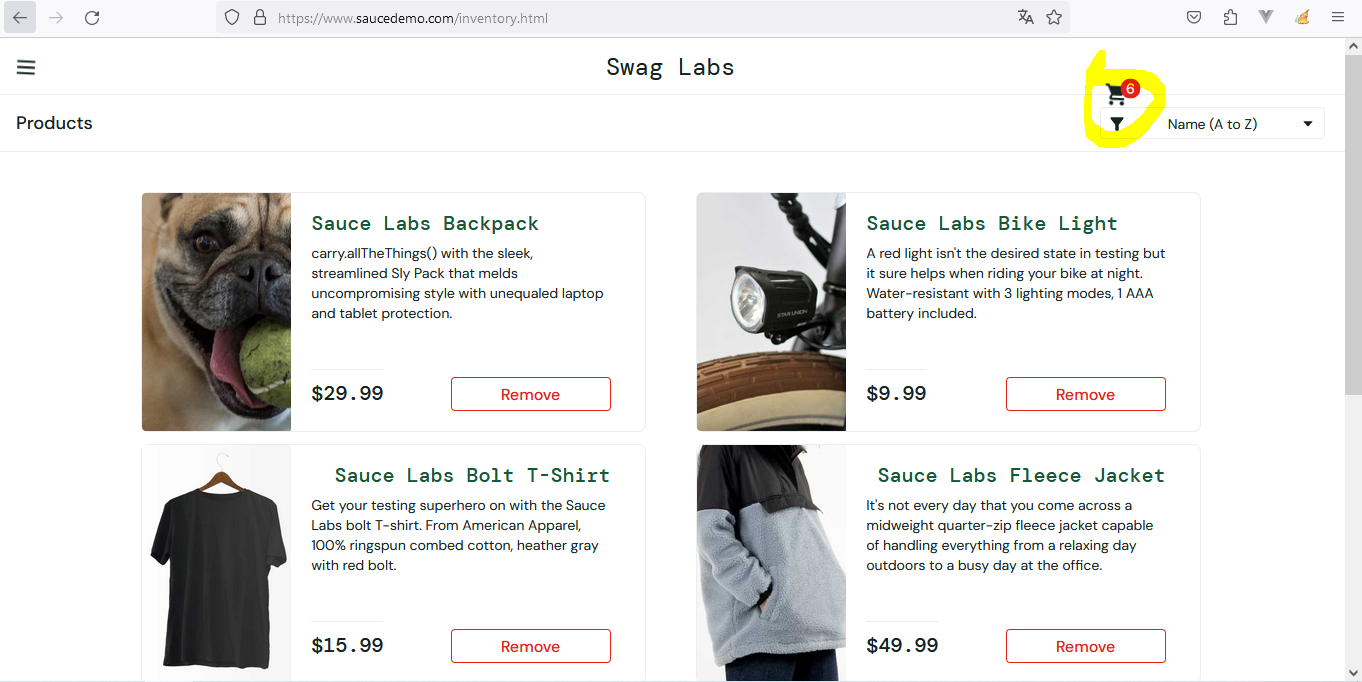 https://www.saucedemo.com/inventory.html
Swag Labs
6
Products
Name (A to Z)
Sauce Labs Backpack
carry.allTheThings() with the sleek,
streamlined Sly Pack that melds
uncompromising style with unequaled laptop
and tablet protection.
$29.99
Remove
Sauce Labs Bike Light
A red light isn't the desired state in testing but
it sure helps when riding your bike at night.
Water-resistant with 3 lighting modes, 1 AAA
battery included.
$9.99
Remove
STAR UNION
Sauce Labs Bolt T-Shirt
Get your testing superhero on with the Sauce
Labs bolt T-shirt. From American Apparel,
100% ringspun combed cotton, heather gray
with red bolt.
$15.99
Remove
Sauce Labs Fleece Jacket
It's not every day that you come across a
midweight quarter-zip fleece jacket capable
of handling everything from a relaxing day
outdoors to a busy day at the office.
$49.99
Remove